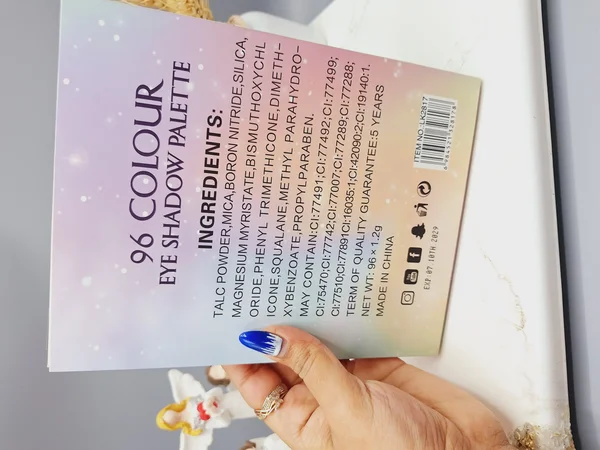 96 COLOUR
EYE SHADOW PALETTE
INGREDIENTS:
TALC POWDER,MICA,BORON NITRIDE,SILICA,
MAGNESIUM MYRISTATE,BISMUTHOXYCHL
ORIDE,PHENYL TRIMETHICONE,DIMETH-
ICONE,SQUALANE,METHYL PARAHYDRO-
XYBENZOATE,PROPYLPARABEN.
MAY CONTAIN:CI:77491;CI:77492;CI:77499;
CI:75470;CI:77742;CI:77007;CI:77289;CI:77288;
CI:77510;CI:77891CI:16035:1;CI:42090:2;CI:19140:1.
TERM OF QUALITY GUARANTEE:5 YEARS
NET WT: 96×1.2g
MADE IN CHINA
ITEM NO.:LK2817
EXP 07.10TH 2029